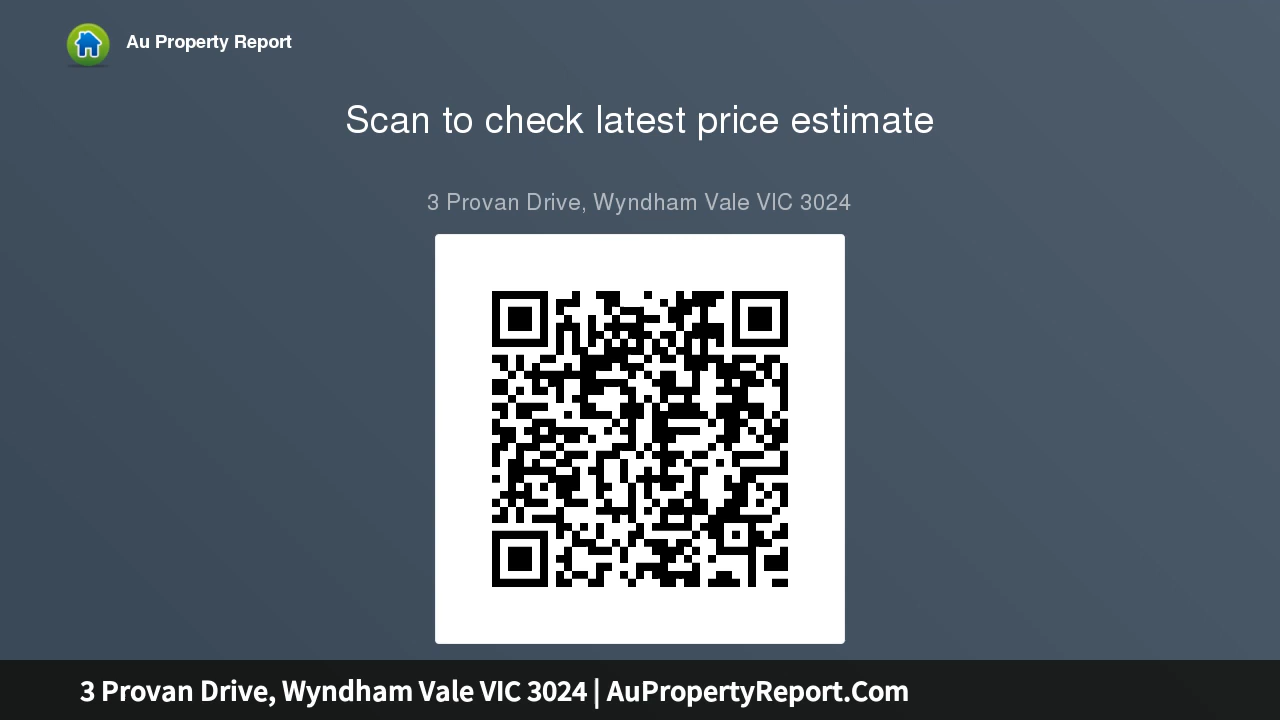 Au Property Report
Scan to check latest price estimate
3 Provan Drive, Wyndham Vale VIC 3024
3 Provan Drive, Wyndham Vale VIC 3024 | AuPropertyReport.Com